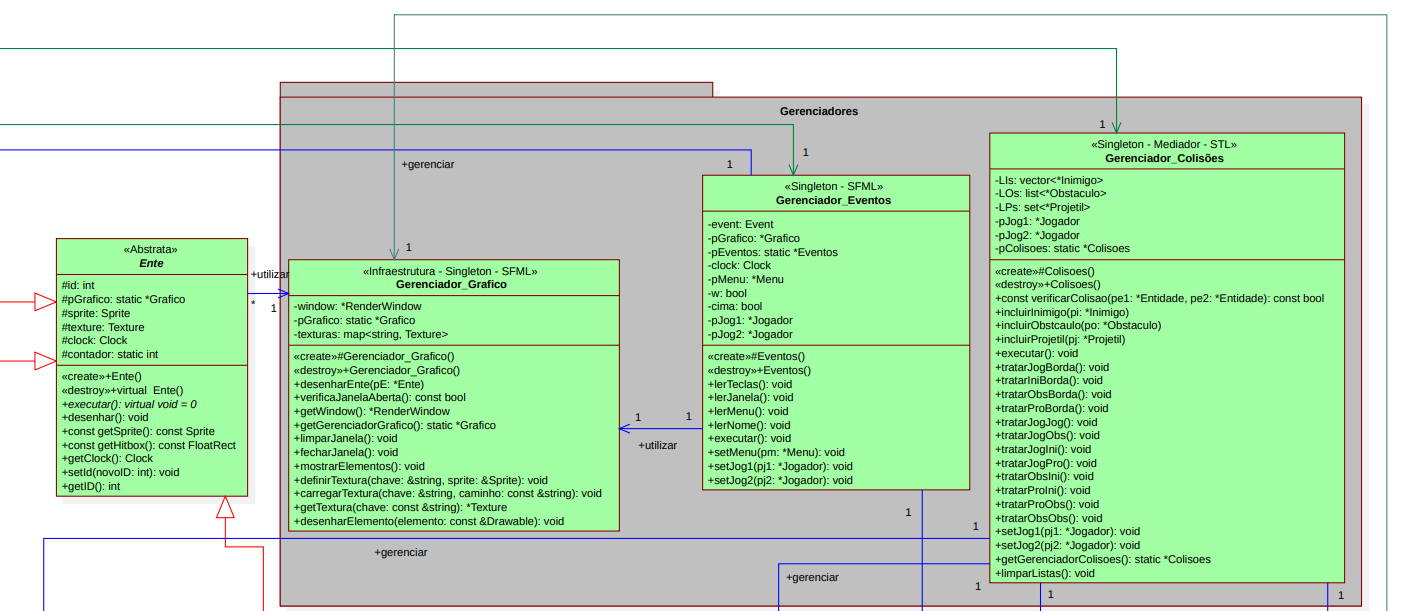 Gerenciadores
+gerenciar
1
1
1
1
«Abstrata»
Ente
#id: int
#pGrafico: static *Grafico
#sprite: Sprite
#texture: Texture
#clock: Clock
#contador: static int
«create»+Ente()
«destroy»+virtual  Ente()
+executar(): virtual void = 0
+desenhar(): void
+const getSprite(): const Sprite
+const getHitbox(): const FloatRect
+getClock(): Clock
+setId(novoID: int): void
+getID(): int
+utilizar
*
1
«Infraestrutura - Singleton - SFML»
Gerenciador_Grafico
-window: *RenderWindow
-pGrafico: static *Grafico
-texturas: map<string, Texture>
«create»#Gerenciador_Grafico()
«destroy»+Gerenciador_Grafico()
+desenharEnte(pE: *Ente)
+verificaJanelaAberta(): const bool
+getWindow(): *RenderWindow
+getGerenciadorGrafico(): static *Grafico
+limparJanela(): void
+fecharJanela(): void
+mostrarElementos(): void
+definirTextura(chave: &string, sprite: &Sprite): void
+carregarTextura(chave: &string, caminho: const &string): void
+getTextura(chave: const &string): *Texture
+desenharElemento(elemento: const &Drawable): void
1
1
+utilizar
«Singleton - SFML»
Gerenciador_Eventos
-event: Event
-pGrafico: *Grafico
-pEventos: static *Eventos
-clock: Clock
-pMenu: *Menu
-w: bool
-cima: bool
-pJog1: *Jogador
-pJog2: *Jogador
«create»#Eventos()
«destroy»+Eventos()
+lerTeclas(): void
+lerJanela(): void
+lerMenu(): void
+lerNome(): void
+executar(): void
+setMenu(pm: *Menu): void
+setJog1(pj1: *Jogador): void
+setJog2(pj2: *Jogador): void
«Singleton - Mediador - STL»
Gerenciador_Colisões
-LIs: vector<*Inimigo>
-LOs: list<*Obstaculo>
-LPs: set<*Projetil>
-pJog1: *Jogador
-pJog2: *Jogador
-pColisoes: static *Colisoes
«create»#Colisoes()
«destroy»+Colisoes()
+const verificarColisao(pe1: *Entidade, pe2: *Entidade): const bool
+incluirInimigo(pi: *Inimigo)
+incluirObstcaulo(po: *Obstaculo)
+incluirProjetil(pj: *Projetil)
+executar(): void
+tratarJogBorda(): void
+tratarIniBorda(): void
+tratarObsBorda(): void
+tratarProBorda(): void
+tratarJogJog(): void
+tratarJogObs(): void
+tratarJogIni(): void
+tratarJogPro(): void
+tratarObsIni(): void
+tratarProIni(): void
+tratarProObs(): void
+tratarObsObs(): void
+setJog1(pj1: *Jogador): void
+setJog2(pj2: *Jogador): void
+getGerenciadorColisoes(): static *Colisoes
+limparListas(): void
1
1
+gerenciar
+gerenciar
1
1
1